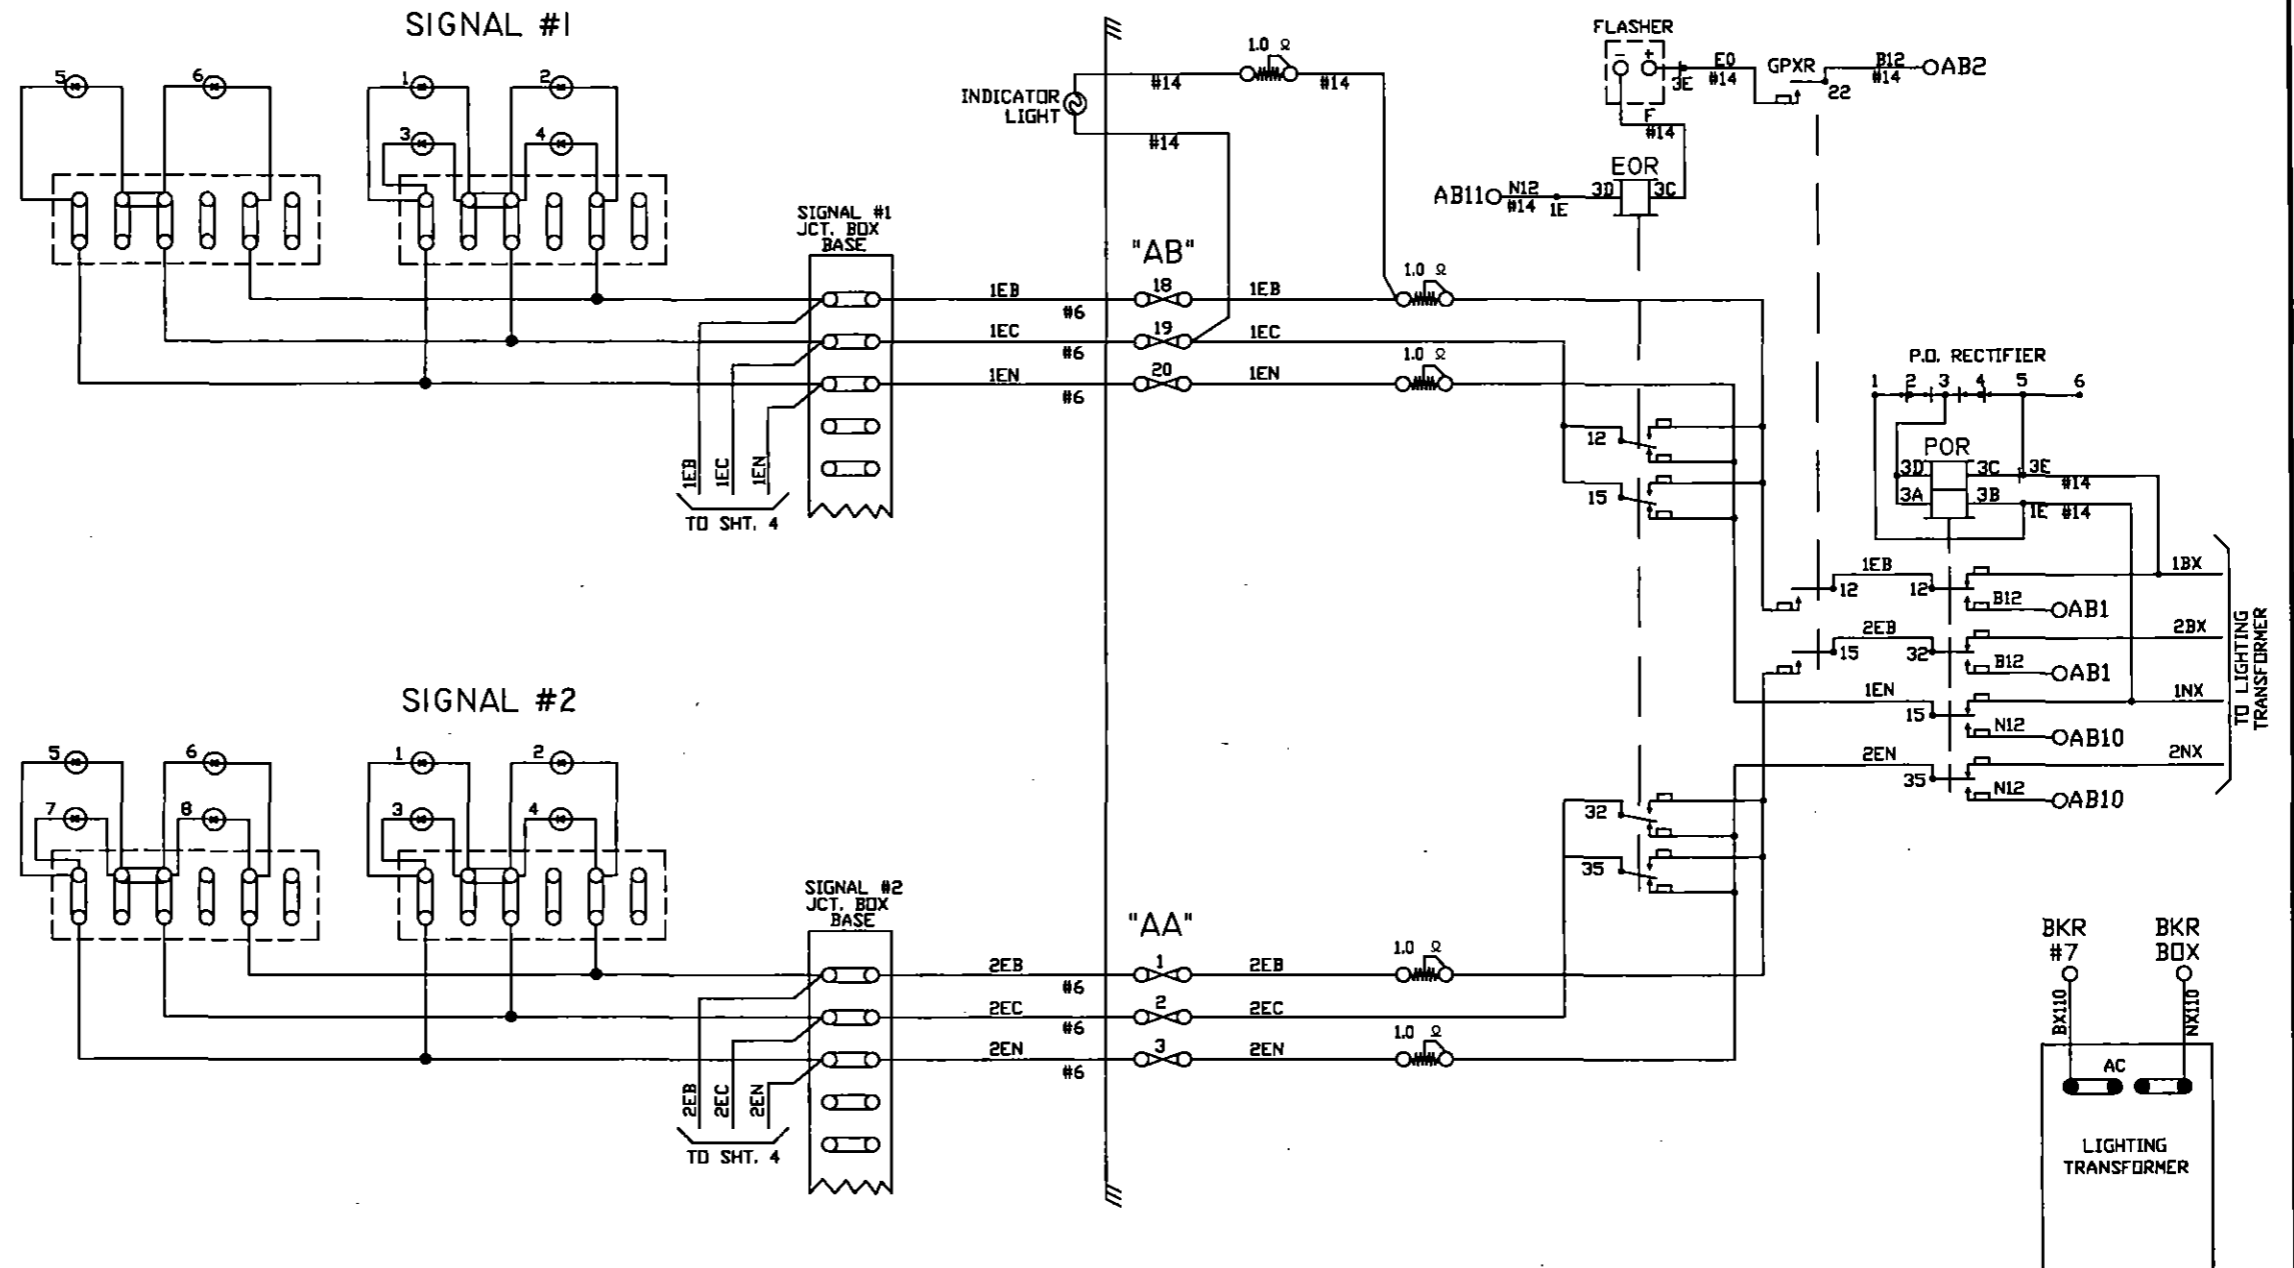 SIGNAL #1
5
6
1
2
3
4
SIGNAL #1
JCT. BOX
BASE
1EB
1EC
1EN
TO SHT. 4
1EB
#6
1EC
#6
1EN
#6
INDICATOR
LIGHT
#14
#14
1.0 Ω
#14
"AB"
18
1EB
19
1EC
20
1EN
1.0 Ω
1.0 Ω
FLASHER
- +
3E
E0
#14
GPXR
22
B12
#14
AB2
F
#14
EOR
AB11
N12
#14
1E
3D
3C
12
15
P.O. RECTIFIER
1 2 3 4 5 6
POR
3D
3C
3E
#14
3A
3B
1E
#14
12
1EB
12
1BX
B12
AB1
15
2EB
32
2BX
B12
AB1
1EN
15
1NX
N12
AB10
2EN
35
2NX
N12
AB10
TO LIGHTING
TRANSFORMER
SIGNAL #2
5
6
7
8
1
2
3
4
SIGNAL #2
JCT. BOX
BASE
2EB
2EC
2EN
TO SHT. 4
2EB
#6
2EC
#6
2EN
#6
"AA"
1
2EB
2
2EC
3
2EN
1.0 Ω
1.0 Ω
32
35
BKR
#7
BKR
BOX
BX110
NX110
AC
LIGHTING
TRANSFORMER